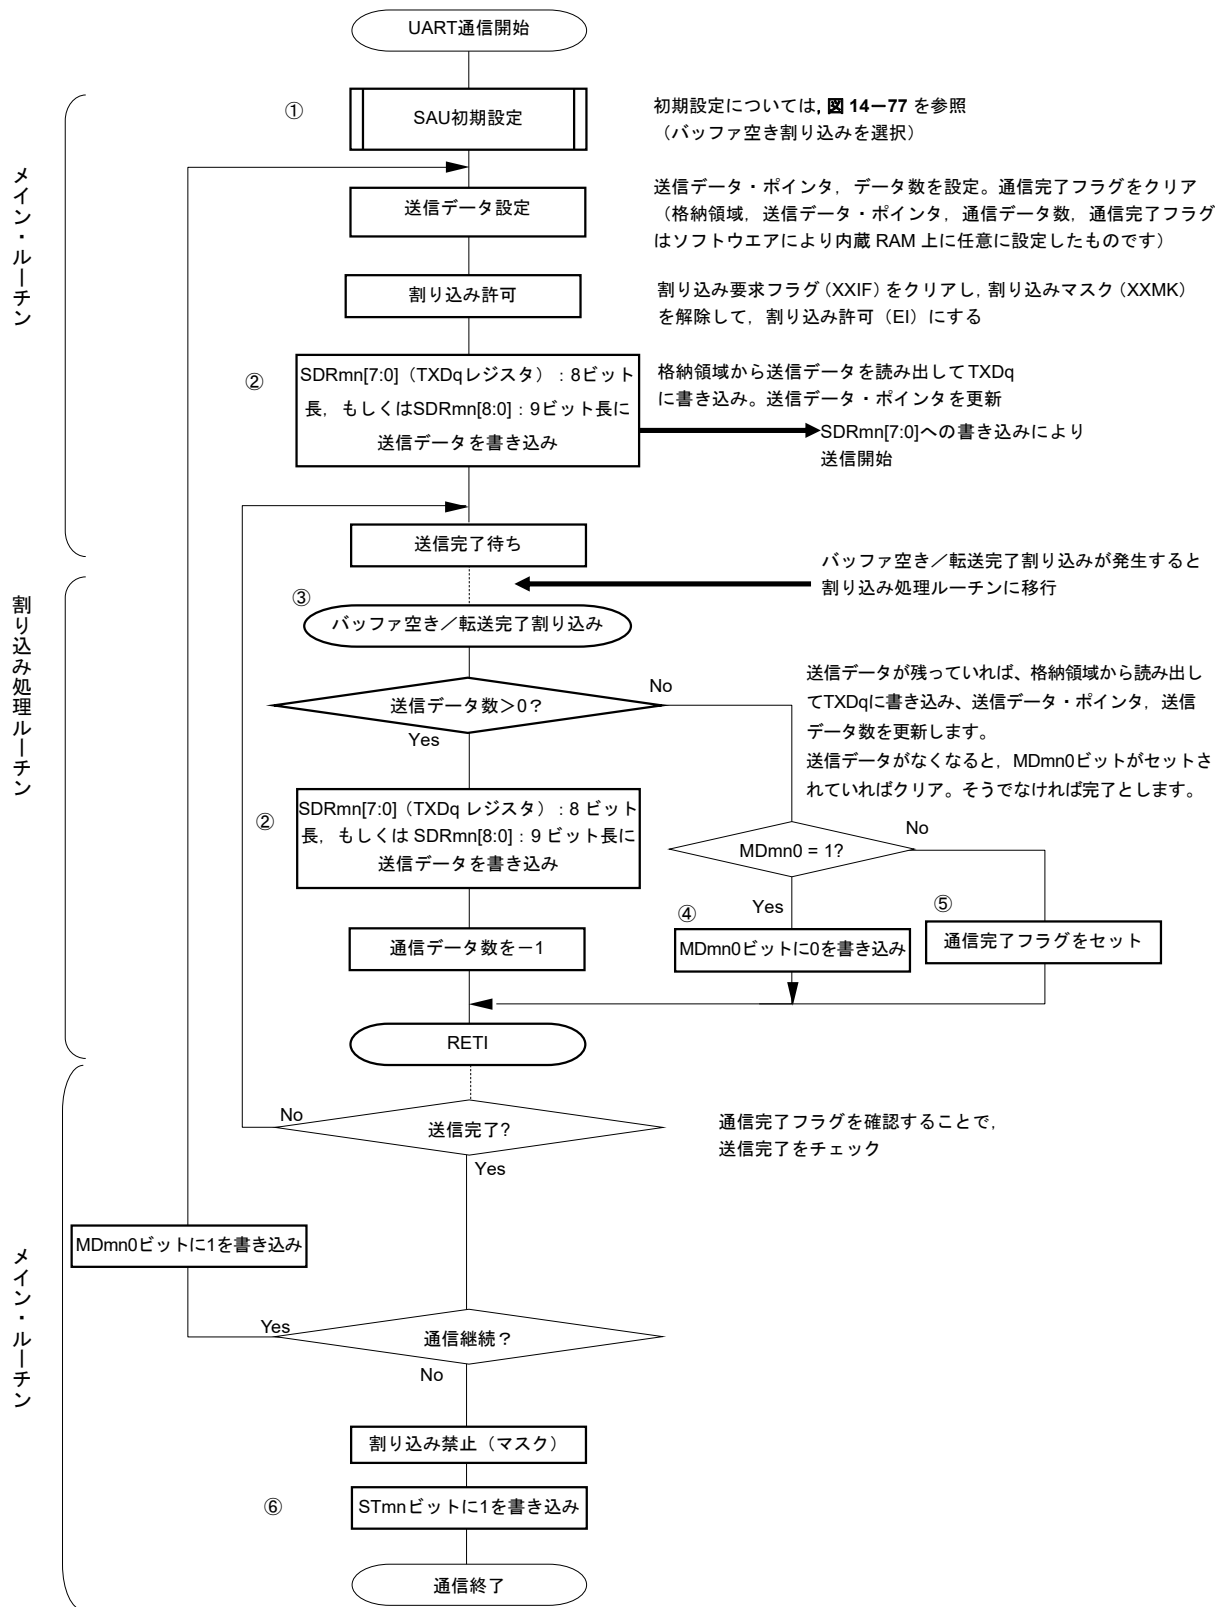 UART通信開始
メイン・ルーチン
①
SAU初期設定
初期設定については，図 14－77 を参照
（バッファ空き割り込みを選択）
送信データ設定
送信データ・ポインタ，データ数を設定。通信完了フラグをクリア
（格納領域，送信データ・ポインタ，通信データ数，通信完了フラグ
はソフトウエアにより内蔵 RAM 上に任意に設定したものです）
割り込み許可
割り込み要求フラグ（XXIF）をクリアし，割り込みマスク（XXMK）
を解除して，割り込み許可（EI）にする
②
SDRmn[7:0]（TXDqレジスタ）：8ビット
長，もしくはSDRmn[8:0]：9ビット長に
送信データを書き込み
格納領域から送信データを読み出してTXDq
に書き込み。送信データ・ポインタを更新
SDRmn[7:0]への書き込みにより
送信開始
送信完了待ち
バッファ空き／転送完了割り込みが発生すると
割り込み処理ルーチンに移行
割り込み処理ルーチン
③
バッファ空き／転送完了割り込み
送信データ数＞0？
No
Yes
送信データが残っていれば、格納領域から読み出し
てTXDqに書き込み、送信データ・ポインタ，送信
データ数を更新します。
送信データがなくなると，MDmn0ビットがセットさ
れていればクリア。そうでなければ完了とします。
②
SDRmn[7:0]（TXDq レジスタ）：8 ビット
長，もしくは SDRmn[8:0]：9 ビット長に
送信データを書き込み
MDmn0 = 1?
No
Yes
④
MDmn0ビットに0を書き込み
⑤
通信完了フラグをセット
通信データ数を－1
RETI
メイン・ルーチン
No
送信完了?
Yes
通信完了フラグを確認することで，
送信完了をチェック
MDmn0ビットに1を書き込み
Yes
通信継続？
No
割り込み禁止（マスク）
⑥
STmnビットに1を書き込み
通信終了